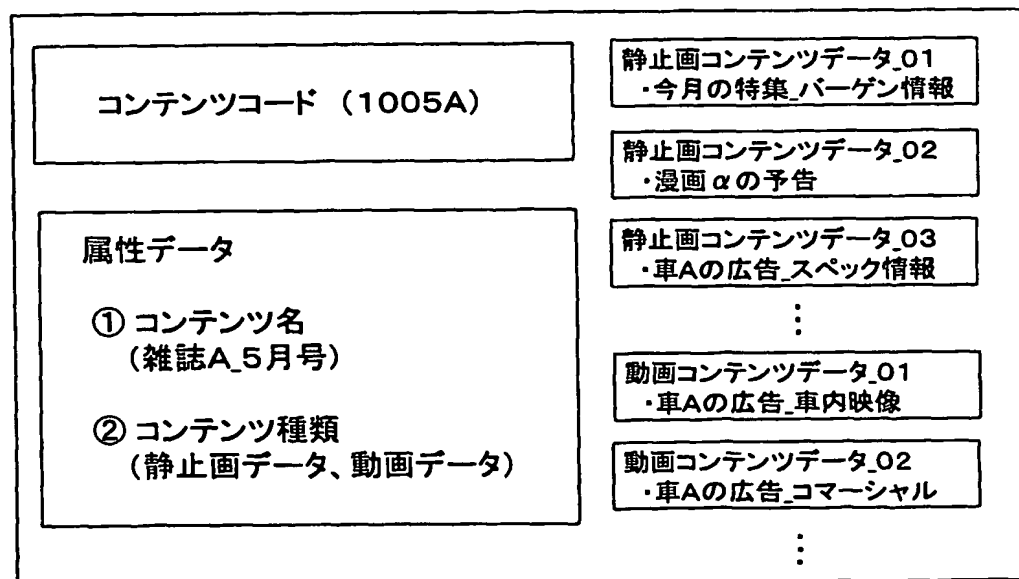 コンテンツコード (1005A)
属性データ
① コンテンツ名
(雑誌A_5月号)
② コンテンツ種類
(静止画データ、動画データ)
静止画コンテンツデータ_01
・今月の特集_バーゲン情報
静止画コンテンツデータ_02
・漫画αの予告
静止画コンテンツデータ_03
・車Aの広告_スペック情報
⋮
動画コンテンツデータ_01
・車Aの広告_車内映像
動画コンテンツデータ_02
・車Aの広告_コマーシャル
⋮